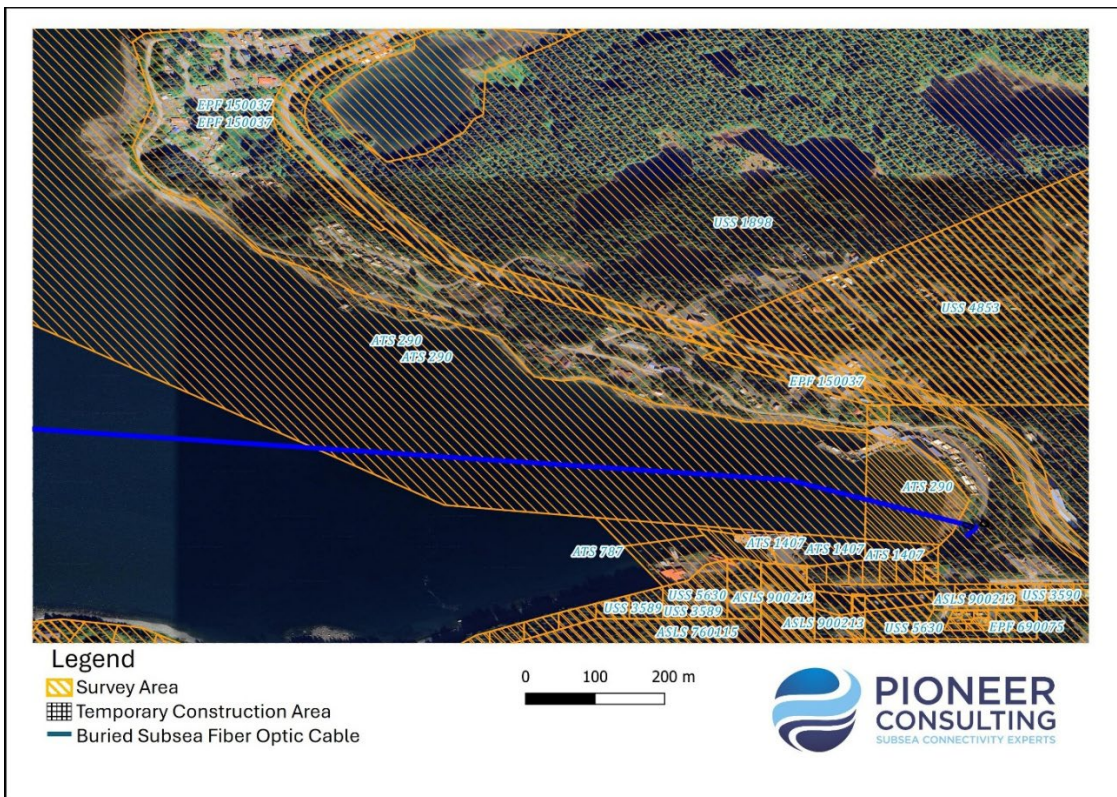 EPF 150037
EPF 150037
USS 1898
USS 4853
ATS 290
ATS 290
EPF 150037
ATS 290
ATS 787
ATS 1407
ATS 1407
ATS 1407
USS 5630
ASLS 900213
ASLS 900213
USS 3590
USS 3589
USS 3589
ASLS 900213
USS 5630
EPF 690075
ASLS 760115
Legend
Survey Area
Temporary Construction Area
Buried Subsea Fiber Optic Cable
0 100 200 m
PIONEER
CONSULTING
SUBSEA CONNECTIVITY EXPERTS